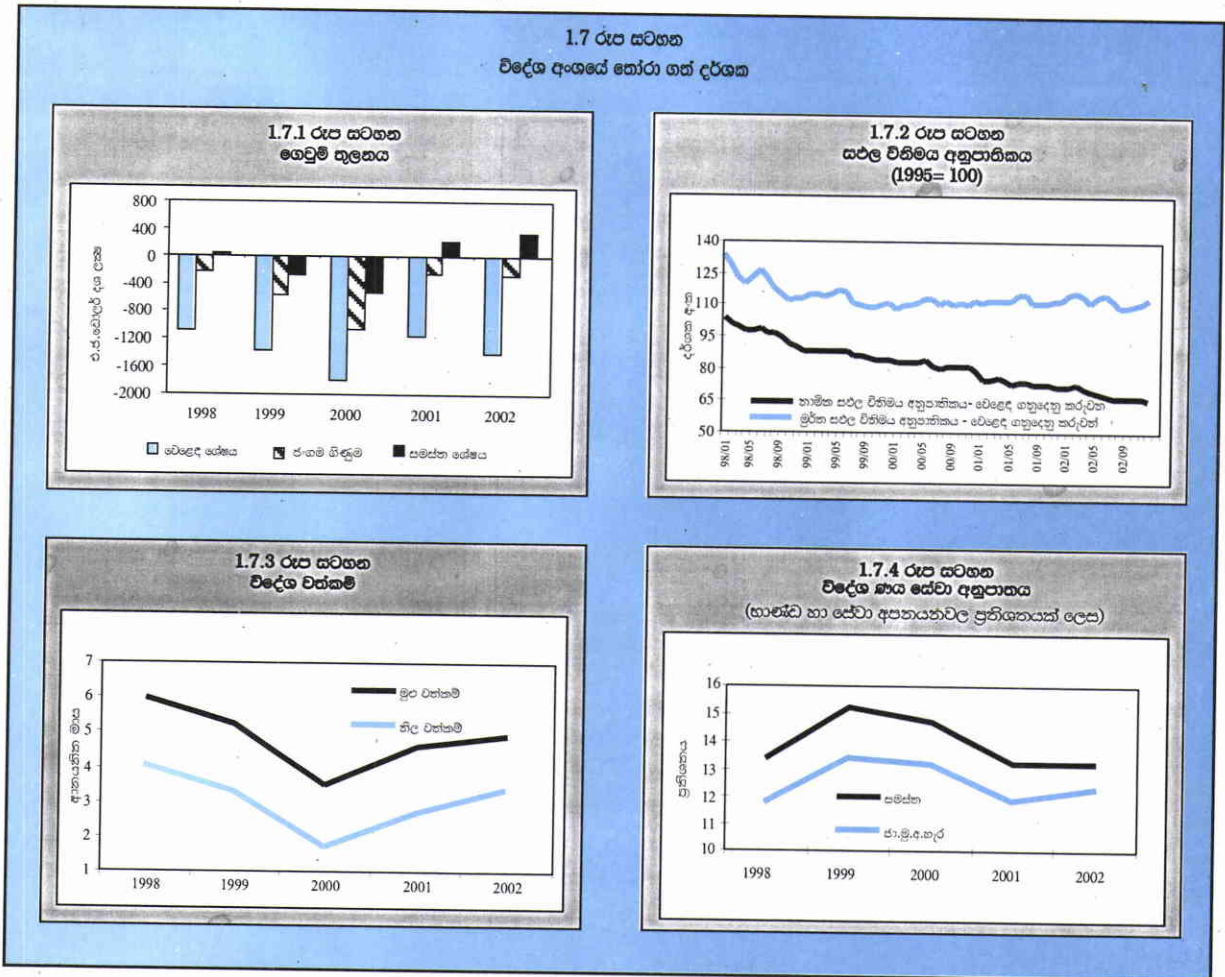 1.7 රූප සටහන
විදේශ අංශයේ තෝරා ගත් දර්ශක
1.7.1 රූප සටහන
ගෙවුම් තුලනය
එ.ජ.ඩොලර් දශ ලක්ෂ
800
400
0
-400
-800
-1200
-1600
-2000
1998
1999
2000
2001
2002
වෙළෙඳ ශේෂය
ජංගම ගිණුම
සමස්ත ශේෂය
1.7.2 රූප සටහන
සඵල විනිමය අනුපාතිකය
(1995= 100)
දර්ශක අංක
140
125
110
95
80
65
50
නාමික සඵල විනිමය අනුපාතිකය- වෙළෙඳ ගනුදෙනු කරුවන්
මූර්ත සඵල විනිමය අනුපාතිකය - වෙළෙඳ ගනුදෙනු කරුවන්
98/01
98/05
98/09
99/01
99/05
99/09
00/01
00/05
00/09
01/01
01/05
01/09
02/01
02/05
02/09
1.7.3 රූප සටහන
විදේශ වත්කම්
ආනයනික මාස
7
6
5
4
3
2
1
මුළු වත්කම්
නිල වත්කම්
1998
1999
2000
2001
2002
1.7.4 රූප සටහන
විදේශ ණය සේවා අනුපාතය
(භාණ්ඩ හා සේවා අපනයනවල ප්‍රතිශතයක් ලෙස)
ප්‍රතිශතය
16
15
14
13
12
11
10
සමස්ත
ජා.මූ.අ.හැර
1998
1999
2000
2001
2002